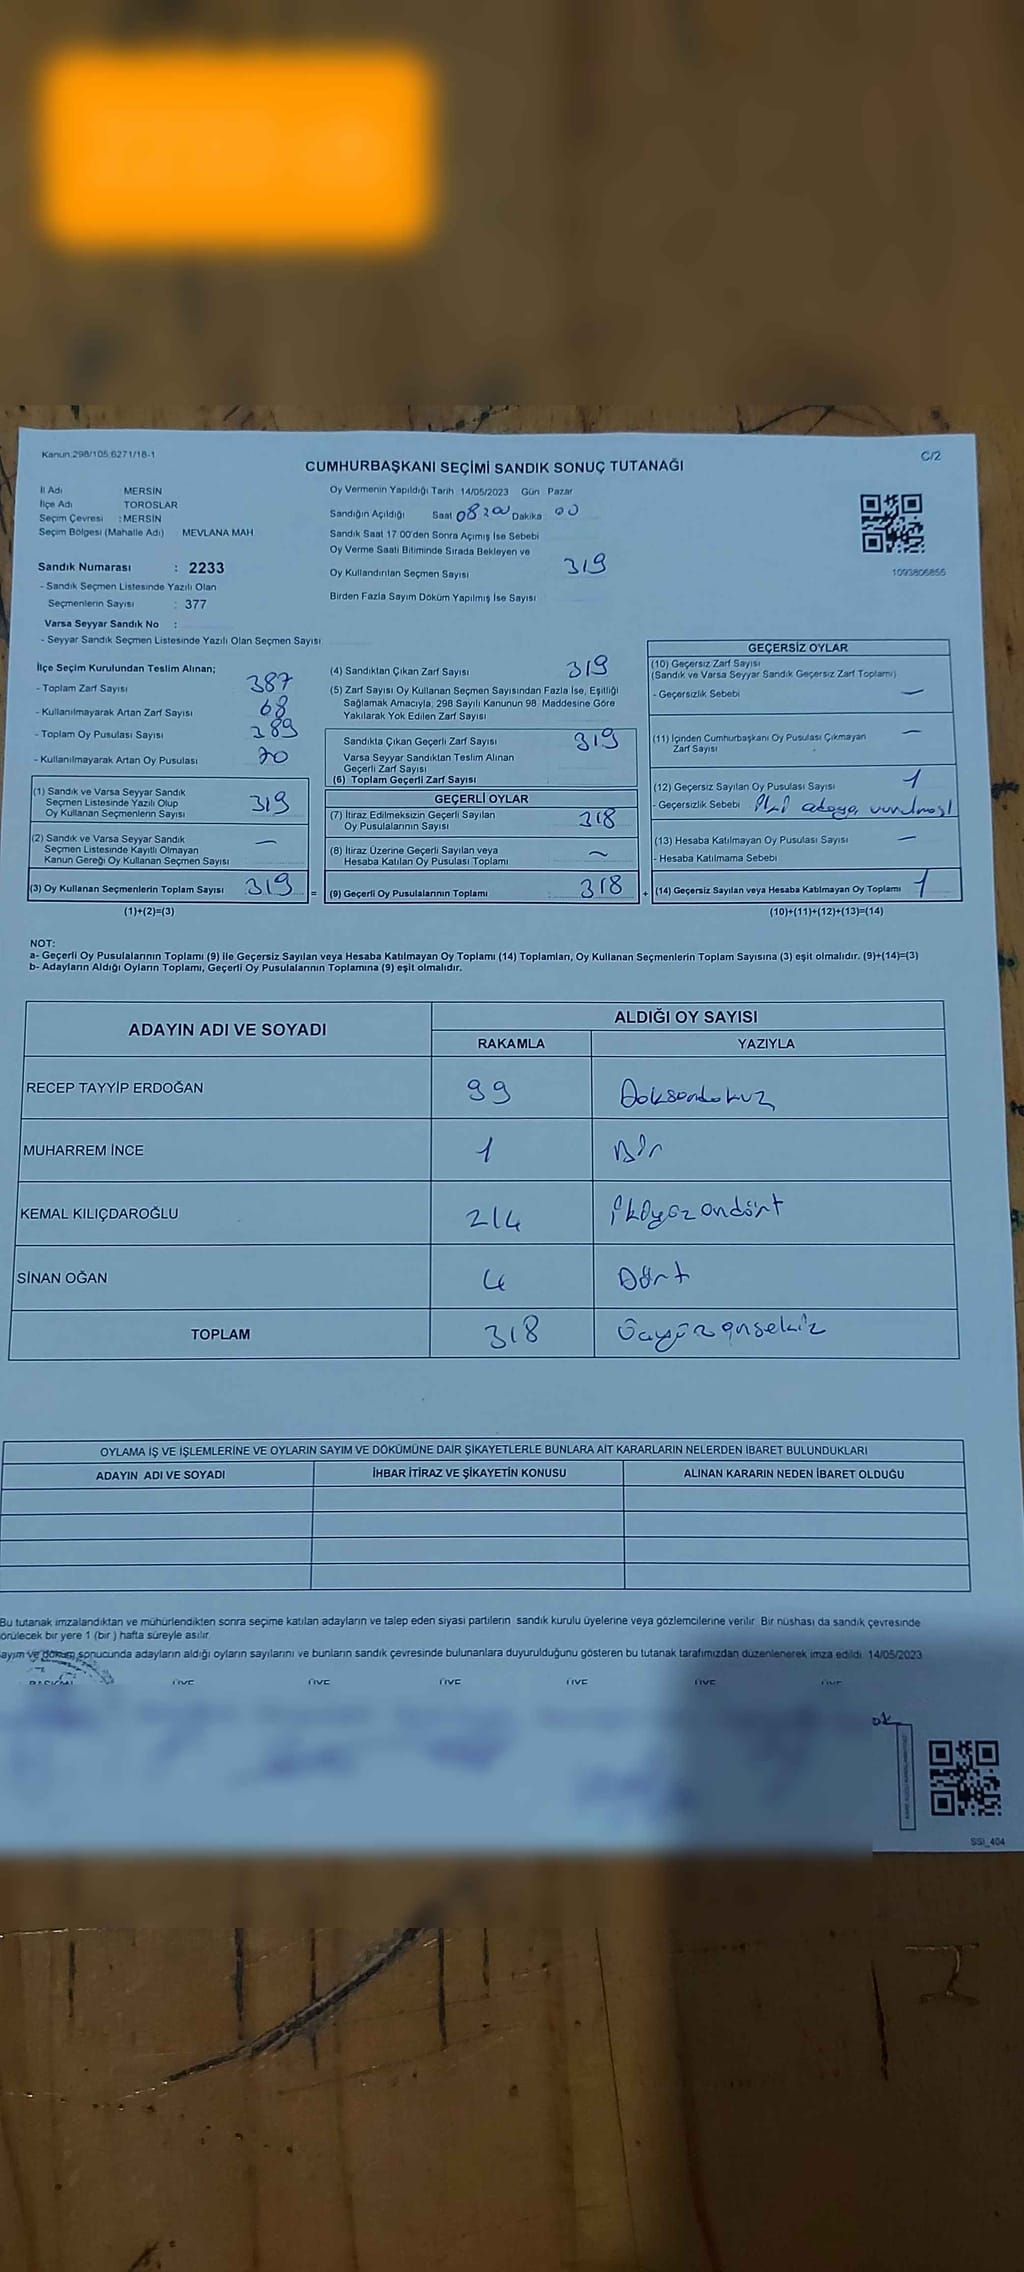 Kanun:298/105;6271/18-1
C/2
CUMHURBAŞKANI SEÇİMİ SANDIK SONUÇ TUTANAĞI
İl Adı MERSİN
İlçe Adı TOROSLAR
Seçim Çevresi : MERSİN
Seçim Bölgesi (Mahalle Adı) MEVLANA MAH
Sandık Numarası : 2233
- Sandık Seçmen Listesinde Yazılı Olan
Seçmenlerin Sayısı : 377
Varsa Seyyar Sandık No :
- Seyyar Sandık Seçmen Listesinde Yazılı Olan Seçmen Sayısı
Oy Vermenin Yapıldığı Tarih 14/05/2023 Gün Pazar
Sandığın Açıldığı Saat 08 Dakika 00
Sandık Saat 17 00'den Sonra Açımış İse Sebebi
Oy Verme Saati Bitiminde Sırada Bekleyen ve
Oy Kullandırılan Seçmen Sayısı 319
Birden Fazla Sayım Döküm Yapılmış İse Sayısı
1093806855
İlçe Seçim Kurulundan Teslim Alınan;
- Toplam Zarf Sayısı 387
- Kullanılmayarak Artan Zarf Sayısı 68
- Toplam Oy Pusulası Sayısı 389
- Kullanılmayarak Artan Oy Pusulası 70
(1) Sandık ve Varsa Seyyar Sandık
Seçmen Listesinde Yazılı Olup
Oy Kullanan Seçmenlerin Sayısı 319
(2) Sandık ve Varsa Seyyar Sandık
Seçmen Listesinde Kayıtlı Olmayan
Kanun Gereği Oy Kullanan Seçmen Sayısı —
(3) Oy Kullanan Seçmenlerin Toplam Sayısı 319
(1)+(2)=(3)
(4) Sandıktan Çıkan Zarf Sayısı 319
(5) Zarf Sayısı Oy Kullanan Seçmen Sayısından Fazla İse, Eşitliği
Sağlamak Amacıyla, 298 Sayılı Kanunun 98. Maddesine Göre
Yakılarak Yok Edilen Zarf Sayısı
Sandıkta Çıkan Geçerli Zarf Sayısı 319
Varsa Seyyar Sandıktan Teslim Alınan
Geçerli Zarf Sayısı
(6) Toplam Geçerli Zarf Sayısı :
GEÇERLİ OYLAR
(7) İtiraz Edilmeksizin Geçerli Sayılan
Oy Pusulalarının Sayısı 318
(8) İtiraz Üzerine Geçerli Sayılan veya
Hesaba Katılan Oy Pusulası Toplamı —
= (9) Geçerli Oy Pusulalarının Toplamı : 318
GEÇERSİZ OYLAR
(10) Geçersiz Zarf Sayısı
(Sandık ve Varsa Seyyar Sandık Geçersiz Zarf Toplamı)
- Geçersizlik Sebebi —
(11) İçinden Cumhurbaşkanı Oy Pusulası Çıkmayan
Zarf Sayısı —
(12) Geçersiz Sayılan Oy Pusulası Sayısı 1
- Geçersizlik Sebebi İki adaya vurulmuş
(13) Hesaba Katılmayan Oy Pusulası Sayısı —
- Hesaba Katılmama Sebebi
+ (14) Geçersiz Sayılan veya Hesaba Katılmayan Oy Toplamı 1
(10)+(11)+(12)+(13)=(14)
NOT:
a- Geçerli Oy Pusulalarının Toplamı (9) ile Geçersiz Sayılan veya Hesaba Katılmayan Oy Toplamı (14) Toplamları, Oy Kullanan Seçmenlerin Toplam Sayısına (3) eşit olmalıdır. (9)+(14)=(3)
b- Adayların Aldığı Oyların Toplamı, Geçerli Oy Pusulalarının Toplamına (9) eşit olmalıdır.
ADAYIN ADI VE SOYADI ALDIĞI OY SAYISI
RAKAMLA YAZIYLA
RECEP TAYYİP ERDOĞAN 99 Doksandokuz
MUHARREM İNCE 1 Bir
KEMAL KILIÇDAROĞLU 214 İkiyüz ondört
SİNAN OĞAN 4 Dört
TOPLAM 318 Üçyüz onsekiz
OYLAMA İŞ VE İŞLEMLERİNE VE OYLARIN SAYIM VE DÖKÜMÜNE DAİR ŞİKAYETLERLE BUNLARA AİT KARARLARIN NELERDEN İBARET BULUNDUKLARI
ADAYIN ADI VE SOYADI İHBAR İTİRAZ VE ŞİKAYETİN KONUSU ALINAN KARARIN NEDEN İBARET OLDUĞU
Bu tutanak imzalandıktan ve mühürlendikten sonra seçime katılan adayların ve talep eden siyasi partilerin sandık kurulu üyelerine veya gözlemcilerine verilir. Bir nüshası da sandık çevresinde
örülecek bir yere 1 (bir ) hafta süreyle asılır.
ayım ve döküm sonucunda adayların aldığı oyların sayılarını ve bunların sandık çevresinde bulunanlara duyurulduğunu gösteren bu tutanak tarafımızdan düzenlenerek imza edildi. 14/05/2023
BAŞKAN ÜYE ÜYE ÜYE ÜYE ÜYE ÜYE
SSI_404